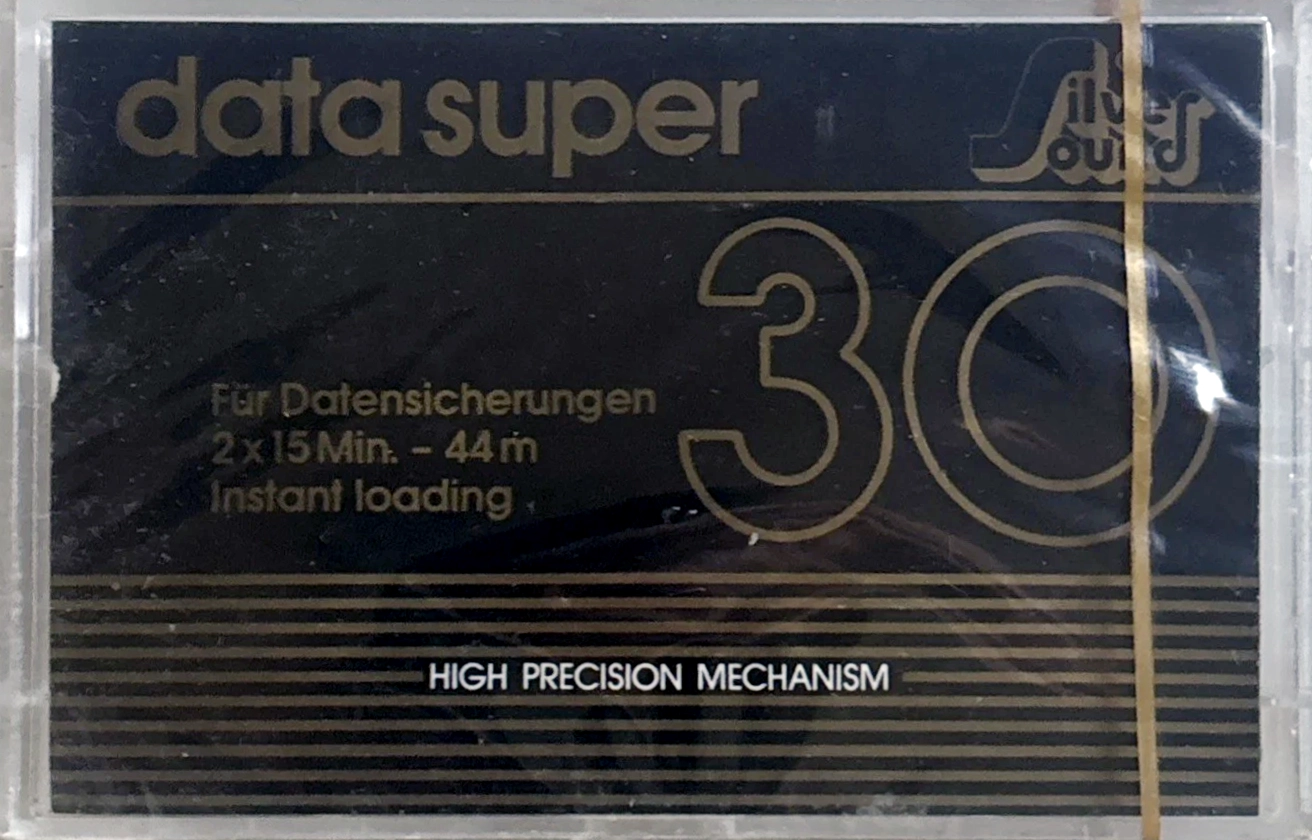 data super
Silver
Sound
30
Für Datensicherungen
2 x 15 Min. – 44 m
Instant loading
HIGH PRECISION MECHANISM